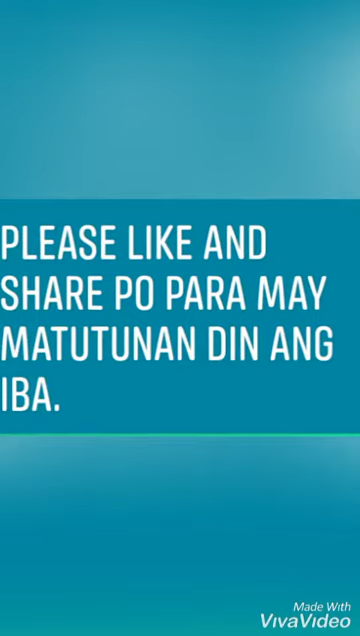 PLEASE LIKE AND
SHARE PO PARA MAY
MATUTUNAN DIN ANG
IBA.
Made With
VivaVideo